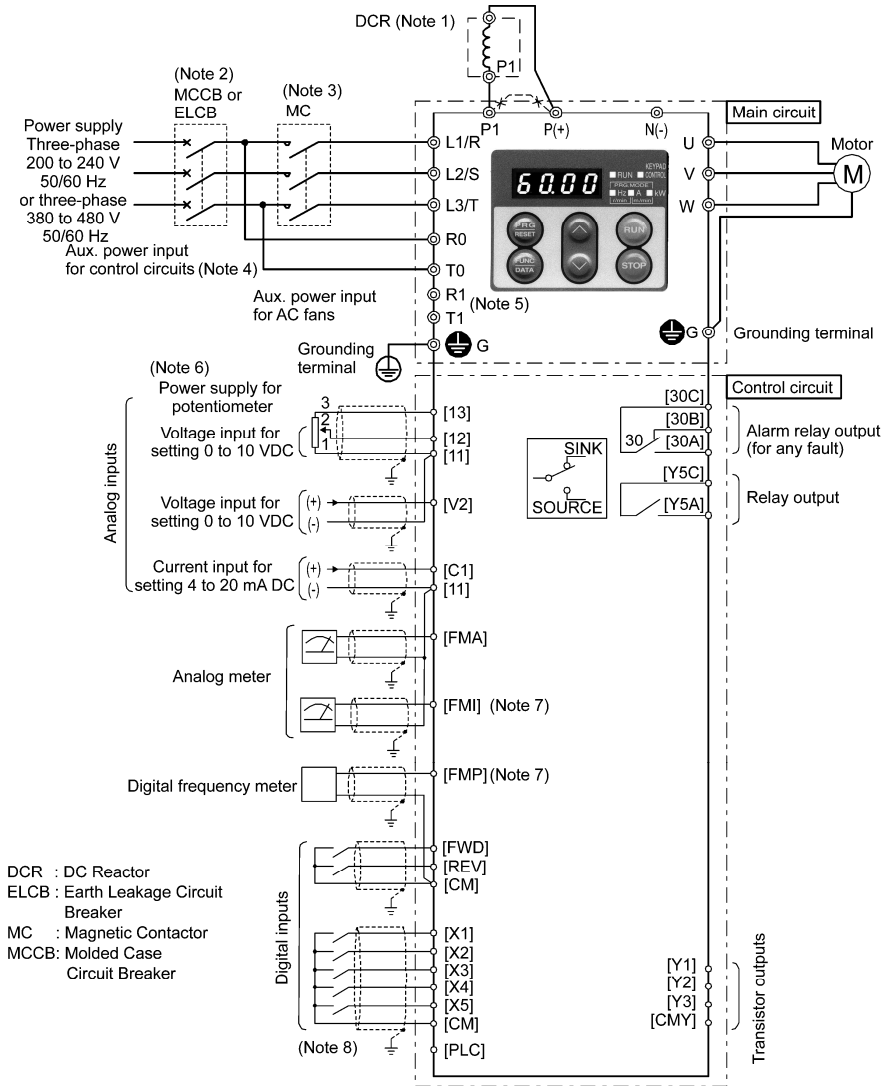 DCR (Note 1)
P1
(Note 2)
MCCB or
ELCB
(Note 3)
MC
P1
P(+)
N(-)
Main circuit
Power supply
Three-phase
200 to 240 V
50/60 Hz
or three-phase
380 to 480 V
50/60 Hz
L1/R
L2/S
L3/T
R0
T0
R1
T1
(Note 5)
G
U
V
W
Motor
M
60.00
KEYPAD
RUN CONTROL
PRG.MODE
Hz A kW
r/min m/min
PRG
RESET
RUN
FUNC
DATA
STOP
Aux. power input
for control circuits (Note 4)
Aux. power input
for AC fans
Grounding
terminal
G
Grounding terminal
Control circuit
(Note 6)
Power supply for
potentiometer
3
2
1
Voltage input for
setting 0 to 10 VDC
[13]
[12]
[11]
Analog inputs
Voltage input for
setting 0 to 10 VDC
(+)
(-)
[V2]
Current input for
setting 4 to 20 mA DC
(+)
(-)
[C1]
[11]
SINK
SOURCE
[30C]
[30B]
30
[30A]
Alarm relay output
(for any fault)
[Y5C]
[Y5A]
Relay output
Analog meter
[FMA]
[FMI] (Note 7)
Digital frequency meter
[FMP] (Note 7)
Digital inputs
[FWD]
[REV]
[CM]
[X1]
[X2]
[X3]
[X4]
[X5]
[CM]
(Note 8)
[PLC]
DCR : DC Reactor
ELCB : Earth Leakage Circuit
Breaker
MC : Magnetic Contactor
MCCB: Molded Case
Circuit Breaker
[Y1]
[Y2]
[Y3]
[CMY]
Transistor cutputs